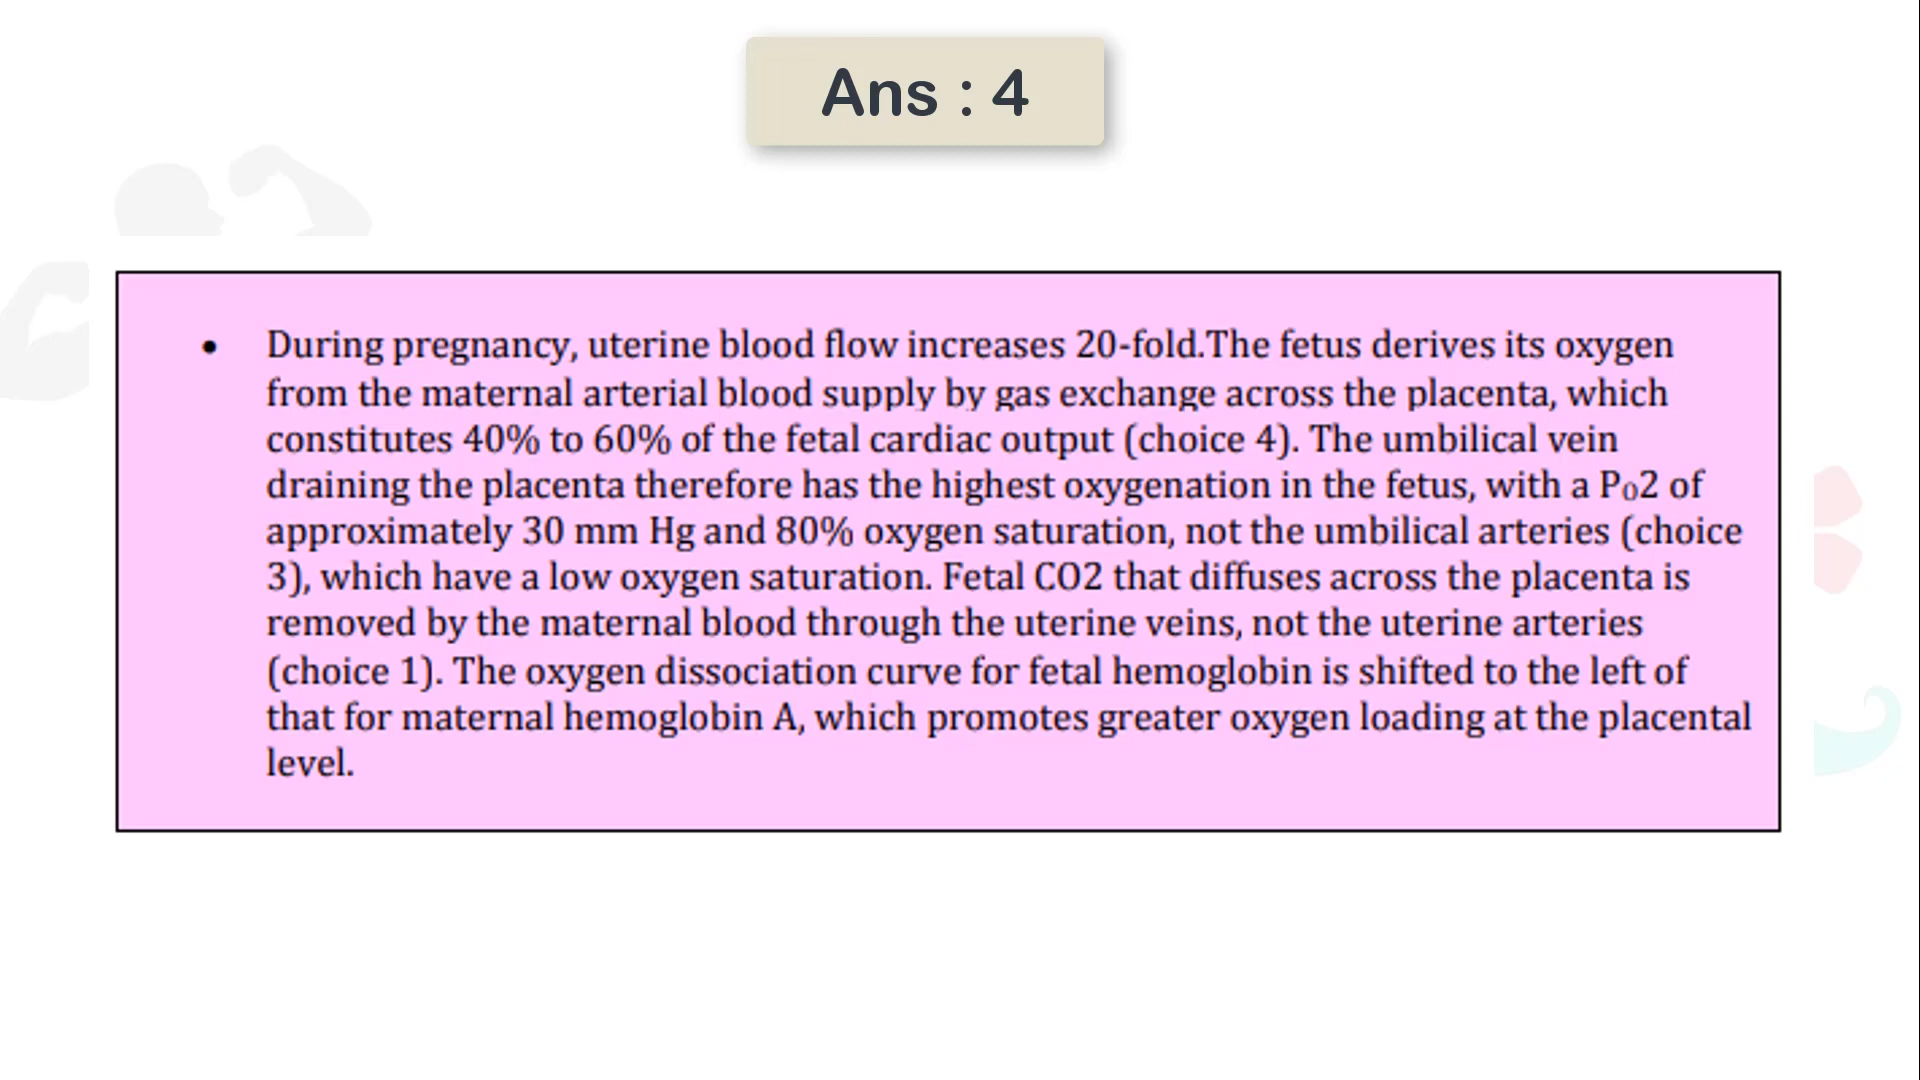 Ans : 4
• During pregnancy, uterine blood flow increases 20-fold.The fetus derives its oxygen
from the maternal arterial blood supply by gas exchange across the placenta, which
constitutes 40% to 60% of the fetal cardiac output (choice 4). The umbilical vein
draining the placenta therefore has the highest oxygenation in the fetus, with a Po2 of
approximately 30 mm Hg and 80% oxygen saturation, not the umbilical arteries (choice
3), which have a low oxygen saturation. Fetal CO2 that diffuses across the placenta is
removed by the maternal blood through the uterine veins, not the uterine arteries
(choice 1). The oxygen dissociation curve for fetal hemoglobin is shifted to the left of
that for maternal hemoglobin A, which promotes greater oxygen loading at the placental
level.